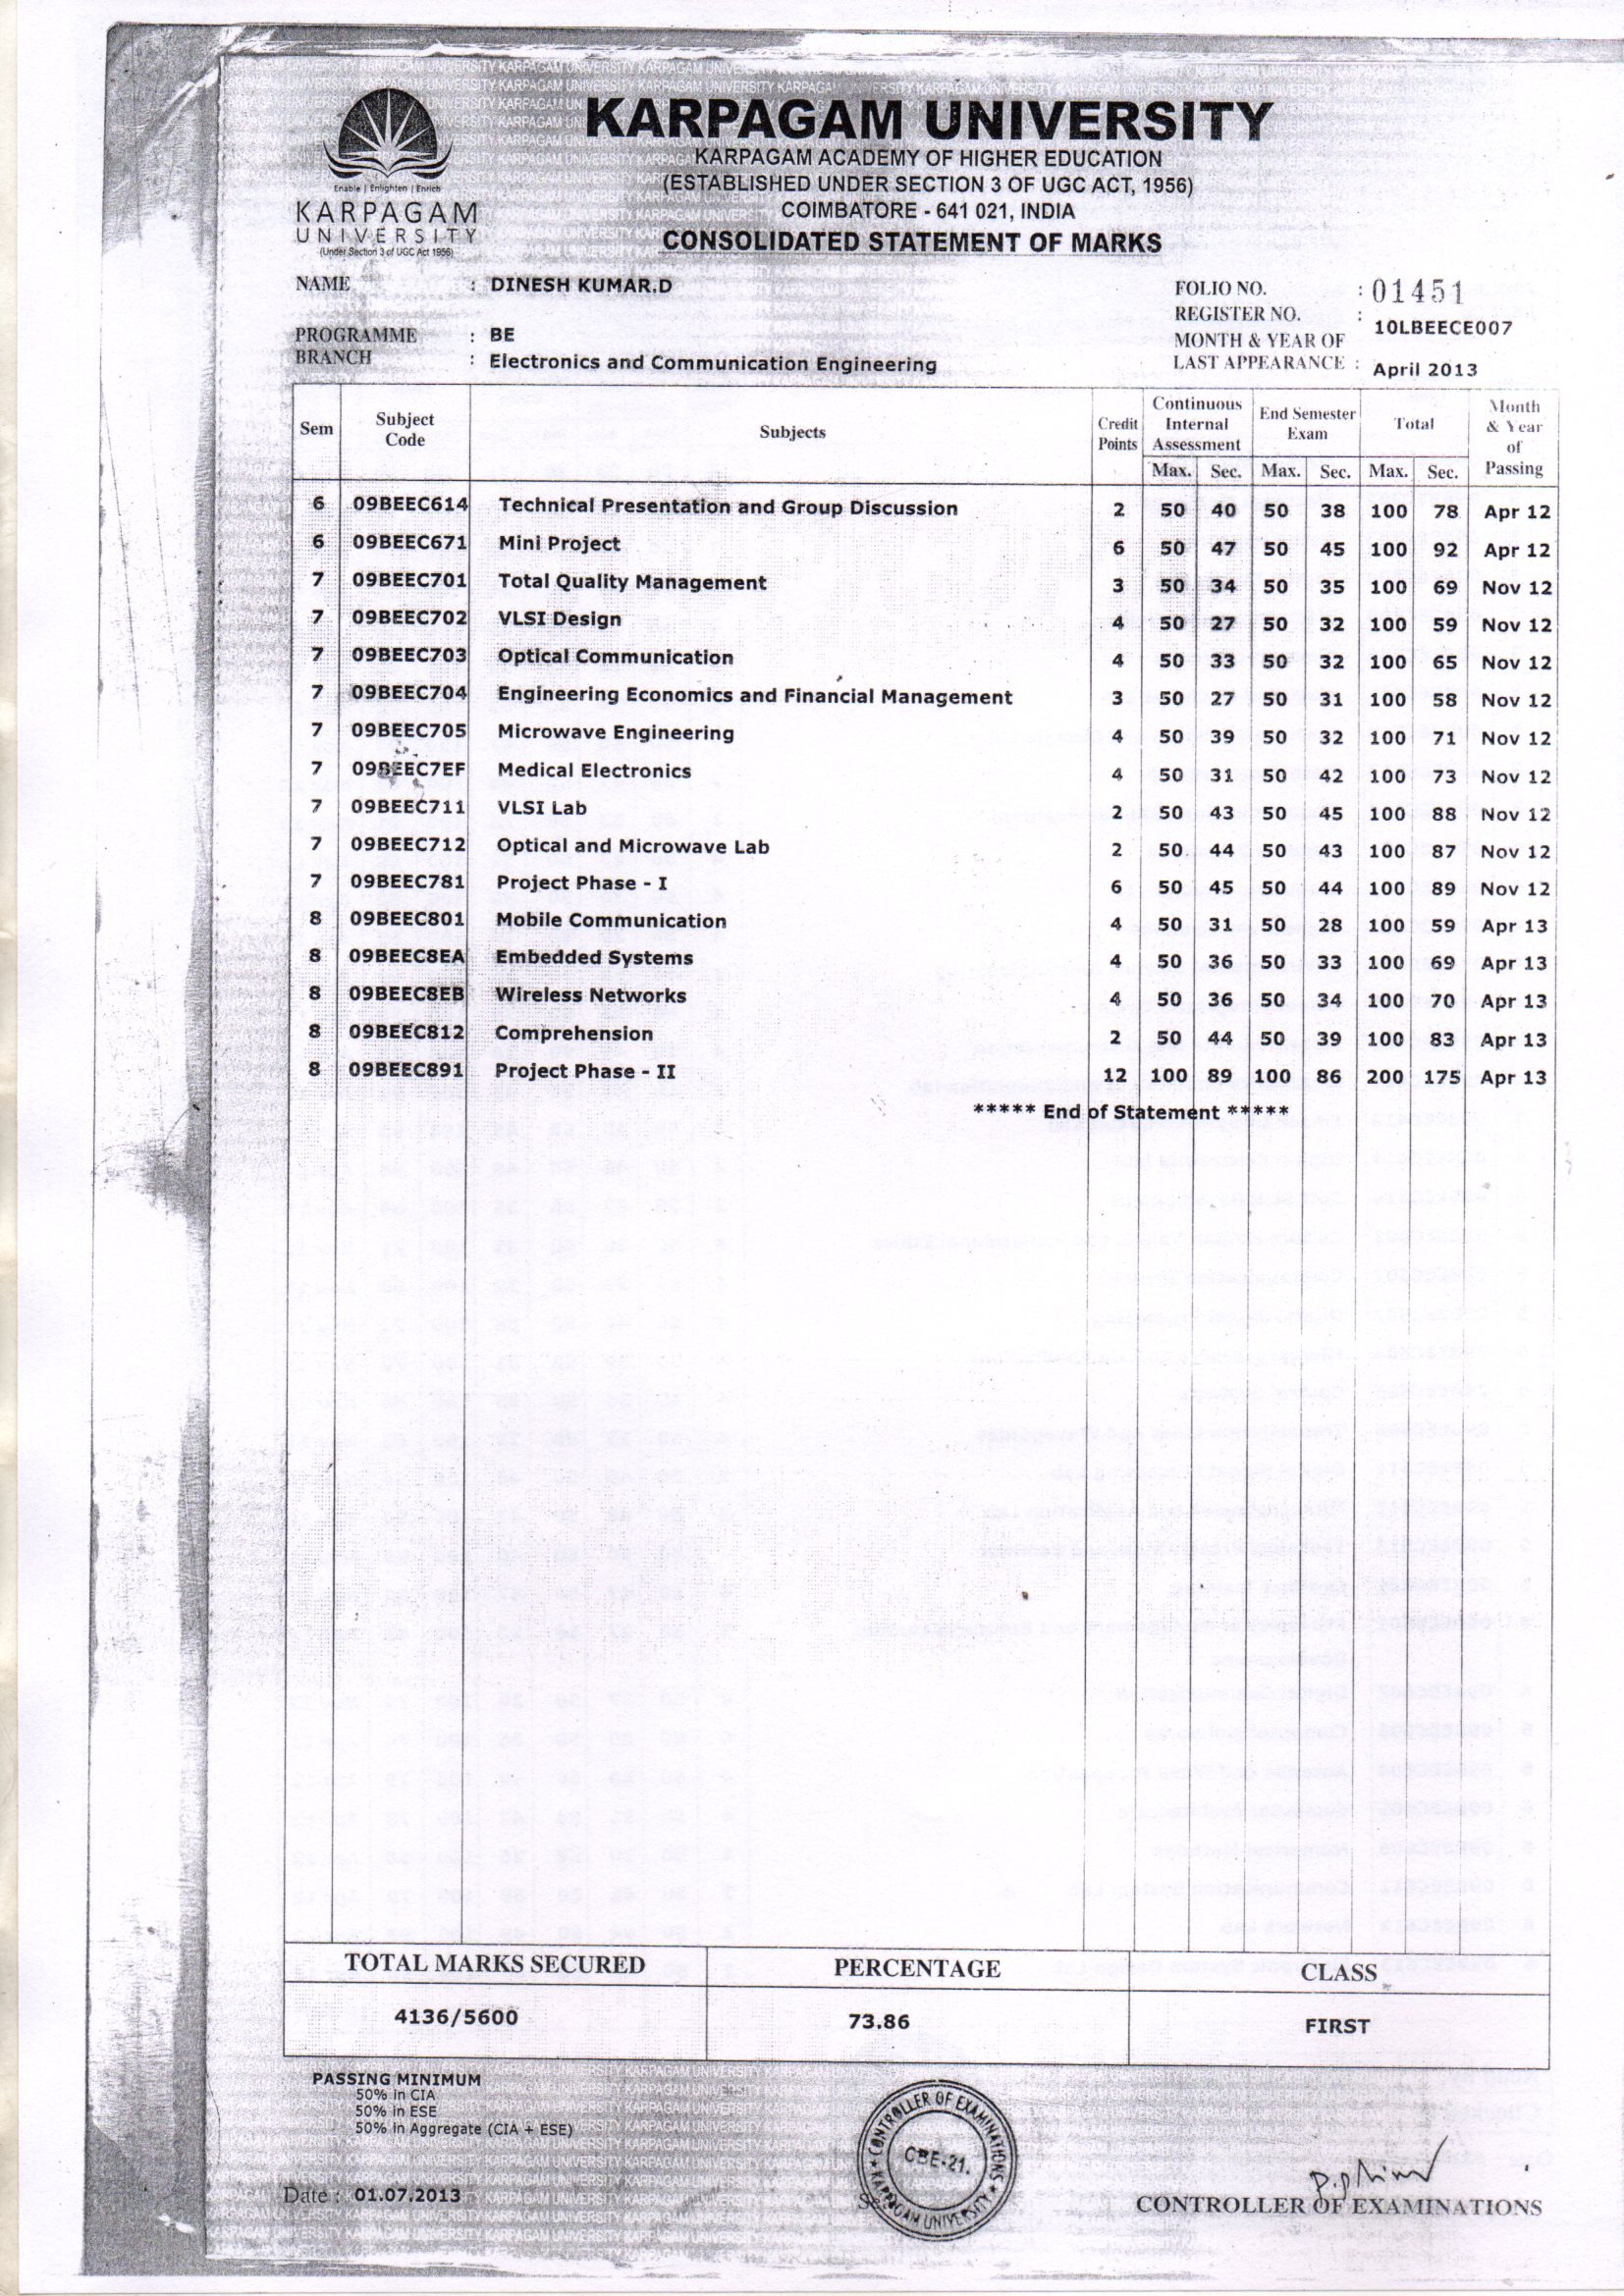 KARPAGAM UNIVERSITY
KARPAGAM ACADEMY OF HIGHER EDUCATION
(ESTABLISHED UNDER SECTION 3 OF UGC ACT, 1956)
COIMBATORE - 641 021, INDIA
CONSOLIDATED STATEMENT OF MARKS
Enable | Enlighten | Enrich
KARPAGAM
UNIVERSITY
(Under Section 3 of UGC Act 1956)
NAME : DINESH KUMAR.D
PROGRAMME : BE
BRANCH : Electronics and Communication Engineering
FOLIO NO. : 01451
REGISTER NO. : 10LBEECE007
MONTH & YEAR OF
LAST APPEARANCE : April 2013
Sem Subject Code Subjects Credit Points Continuous Internal Assessment End Semester Exam Total Month & Year of Passing
Max. Sec. Max. Sec. Max. Sec.
6 09BEEC614 Technical Presentation and Group Discussion 2 50 40 50 38 100 78 Apr 12
6 09BEEC671 Mini Project 6 50 47 50 45 100 92 Apr 12
7 09BEEC701 Total Quality Management 3 50 34 50 35 100 69 Nov 12
7 09BEEC702 VLSI Design 4 50 27 50 32 100 59 Nov 12
7 09BEEC703 Optical Communication 4 50 33 50 32 100 65 Nov 12
7 09BEEC704 Engineering Economics and Financial Management 3 50 27 50 31 100 58 Nov 12
7 09BEEC705 Microwave Engineering 4 50 39 50 32 100 71 Nov 12
7 09BEEC7EF Medical Electronics 4 50 31 50 42 100 73 Nov 12
7 09BEEC711 VLSI Lab 2 50 43 50 45 100 88 Nov 12
7 09BEEC712 Optical and Microwave Lab 2 50 44 50 43 100 87 Nov 12
7 09BEEC781 Project Phase - I 6 50 45 50 44 100 89 Nov 12
8 09BEEC801 Mobile Communication 4 50 31 50 28 100 59 Apr 13
8 09BEEC8EA Embedded Systems 4 50 36 50 33 100 69 Apr 13
8 09BEEC8EB Wireless Networks 4 50 36 50 34 100 70 Apr 13
8 09BEEC812 Comprehension 2 50 44 50 39 100 83 Apr 13
8 09BEEC891 Project Phase - II 12 100 89 100 86 200 175 Apr 13
***** End of Statement *****
TOTAL MARKS SECURED PERCENTAGE CLASS
4136/5600 73.86 FIRST
PASSING MINIMUM
50% in CIA
50% in ESE
50% in Aggregate (CIA + ESE)
Date : 01.07.2013
CONTROLLER OF EXAMINATIONS
CBE-21.
KARPAGAM UNIVERSITY
CONTROLLER OF EXAMINATIONS